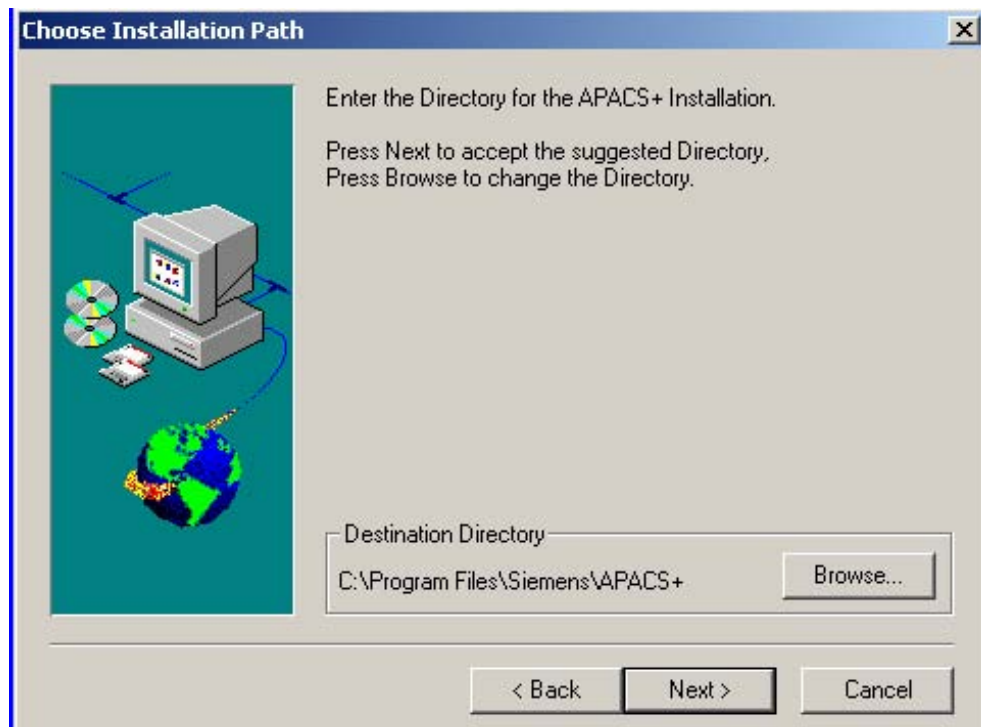 Choose Installation Path
Enter the Directory for the APACS+ Installation.
Press Next to accept the suggested Directory,
Press Browse to change the Directory.
Destination Directory
C:\Program Files\Siemens\APACS+
Browse...
< Back
Next >
Cancel